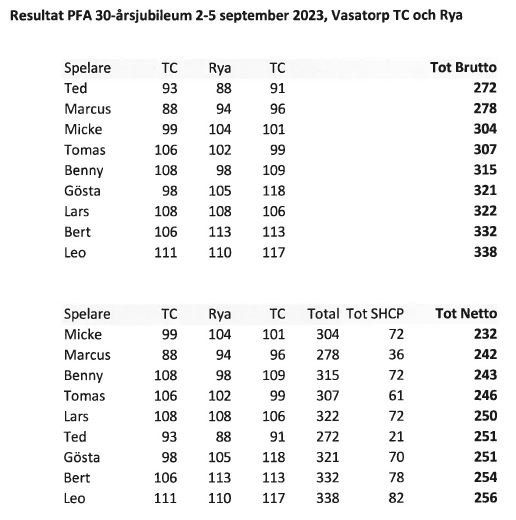 Resultat PFA 30-årsjubileum 2-5 september 2023, Vasatorp TC och Rya
Spelare TC Rya TC Tot Brutto
Ted 93 88 91 272
Marcus 88 94 96 278
Micke 99 104 101 304
Tomas 106 102 99 307
Benny 108 98 109 315
Gösta 98 105 118 321
Lars 108 108 106 322
Bert 106 113 113 332
Leo 111 110 117 338
Spelare TC Rya TC Total Tot SHCP Tot Netto
Micke 99 104 101 304 72 232
Marcus 88 94 96 278 36 242
Benny 108 98 109 315 72 243
Tomas 106 102 99 307 61 246
Lars 108 108 106 322 72 250
Ted 93 88 91 272 21 251
Gösta 98 105 118 321 70 251
Bert 106 113 113 332 78 254
Leo 111 110 117 338 82 256